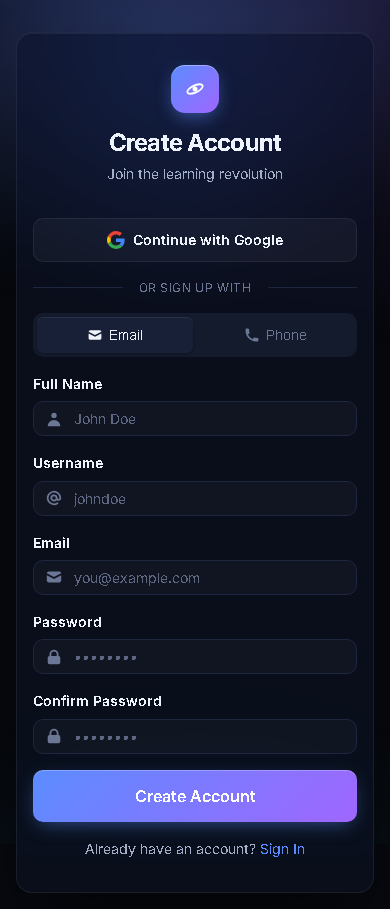 Create Account
Join the learning revolution
Continue with Google
OR SIGN UP WITH
Email Phone
Full Name
John Doe
Username
johndoe
Email
you@example.com
Password
••••••••
Confirm Password
••••••••
Create Account
Already have an account? Sign In